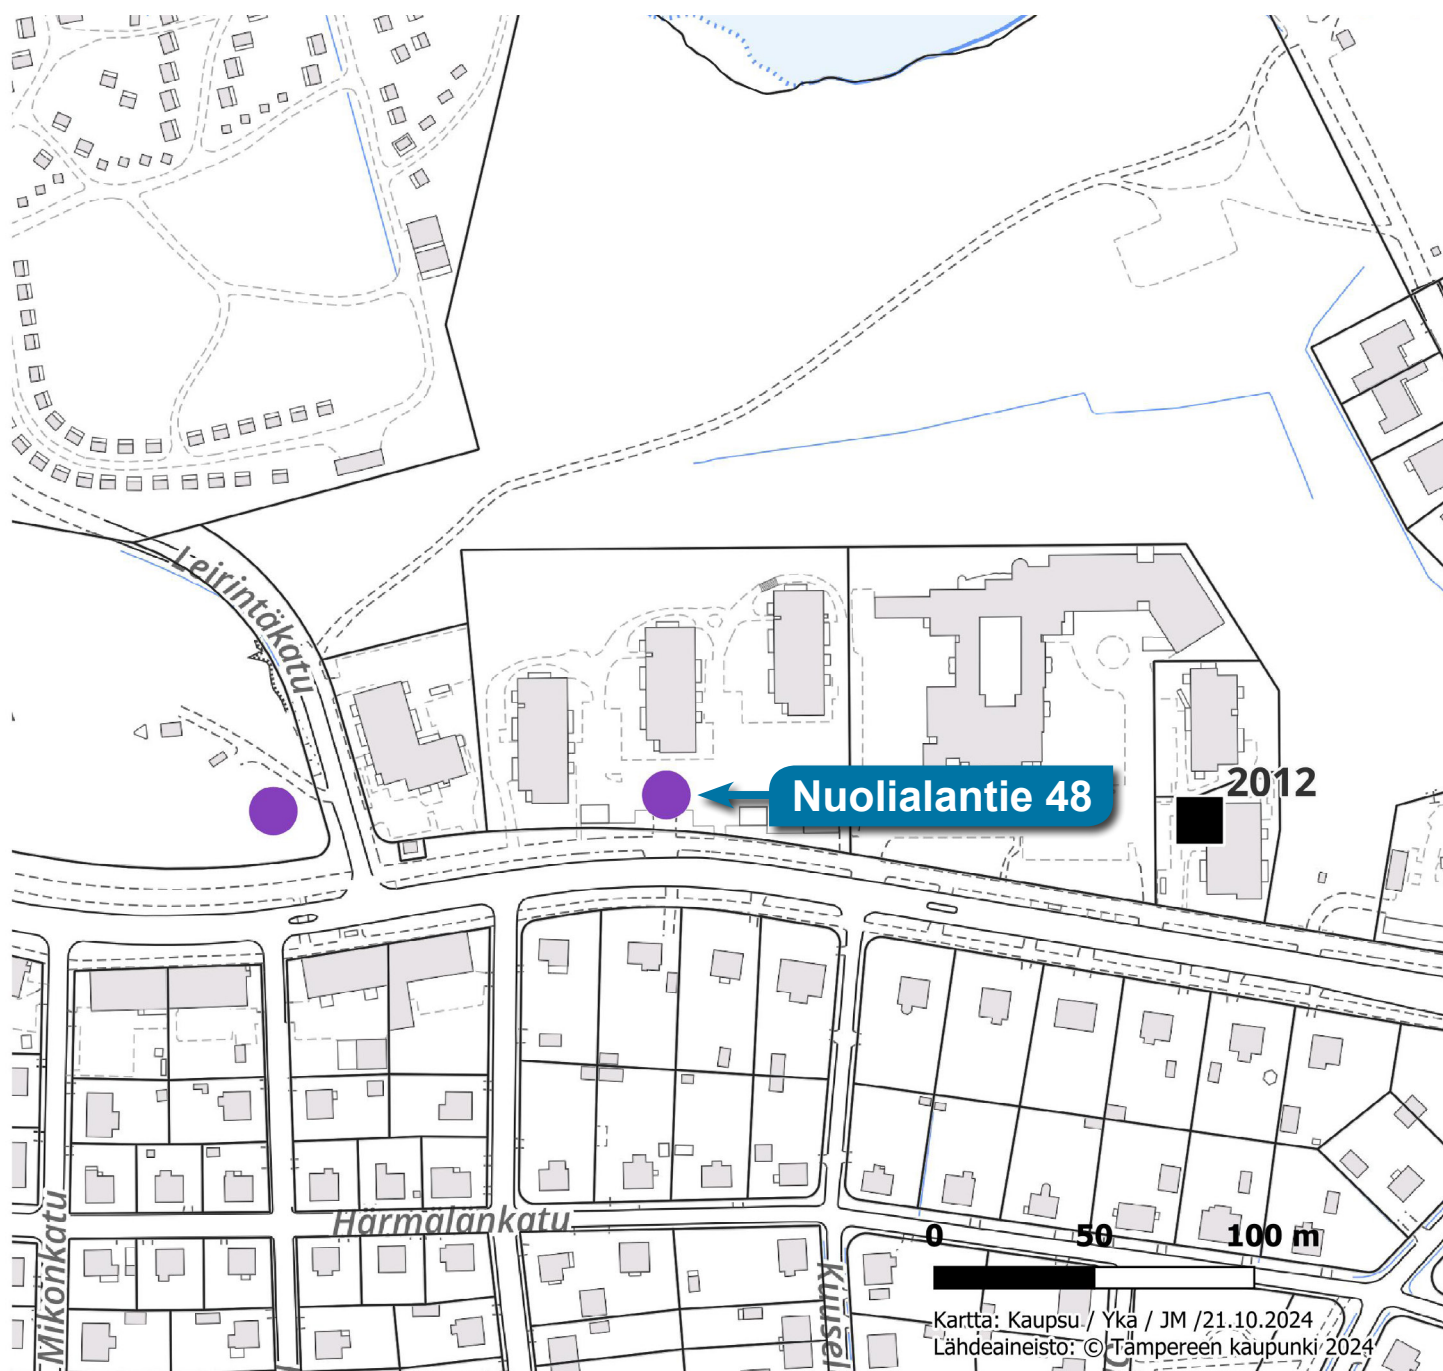 Leirintäkatu
Nuolialantie 48
2012
Härmälänkatu
Mikonkatu
0 50 100 m
Kartta: Kaupsu / Yka / JM /21.10.2024
Lähdeaineisto: © Tampereen kaupunki 2024